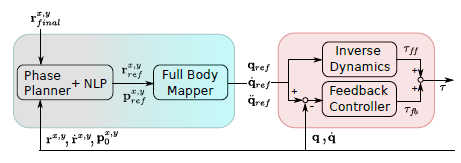 r^{x,y}_{final}
Phase Planner + NLP
r^{x,y}_{ref}
p^{x,y}_{ref}
Full Body
Mapper
q_{ref}
q̇_{ref}
q̈_{ref}
Inverse
Dynamics
τ_{ff}
Feedback
Controller
τ_{fb}
+
-
+
+
τ
r^{x,y}, ṙ^{x,y}, p_0^{x,y}
q , q̇